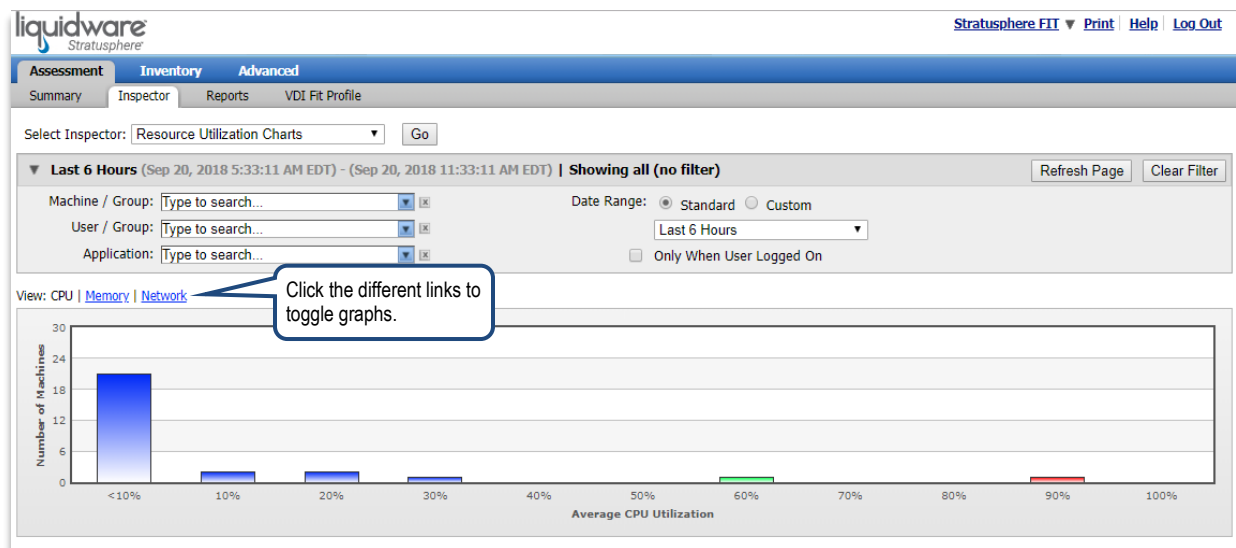 liquidware
Stratusphere
Stratusphere FIT ▼ Print | Help | Log Out
Assessment Inventory Advanced
Summary Inspector Reports VDI Fit Profile
Select Inspector: Resource Utilization Charts Go
Last 6 Hours (Sep 20, 2018 5:33:11 AM EDT) - (Sep 20, 2018 11:33:11 AM EDT) | Showing all (no filter) Refresh Page Clear Filter
Machine / Group: Type to search... Date Range: Standard Custom
User / Group: Type to search... Last 6 Hours
Application: Type to search... Only When User Logged On
View: CPU | Memory | Network
Click the different links to
toggle graphs.
30
24
18
12
6
0
Number of Machines
<10% 10% 20% 30% 40% 50% 60% 70% 80% 90% 100%
Average CPU Utilization